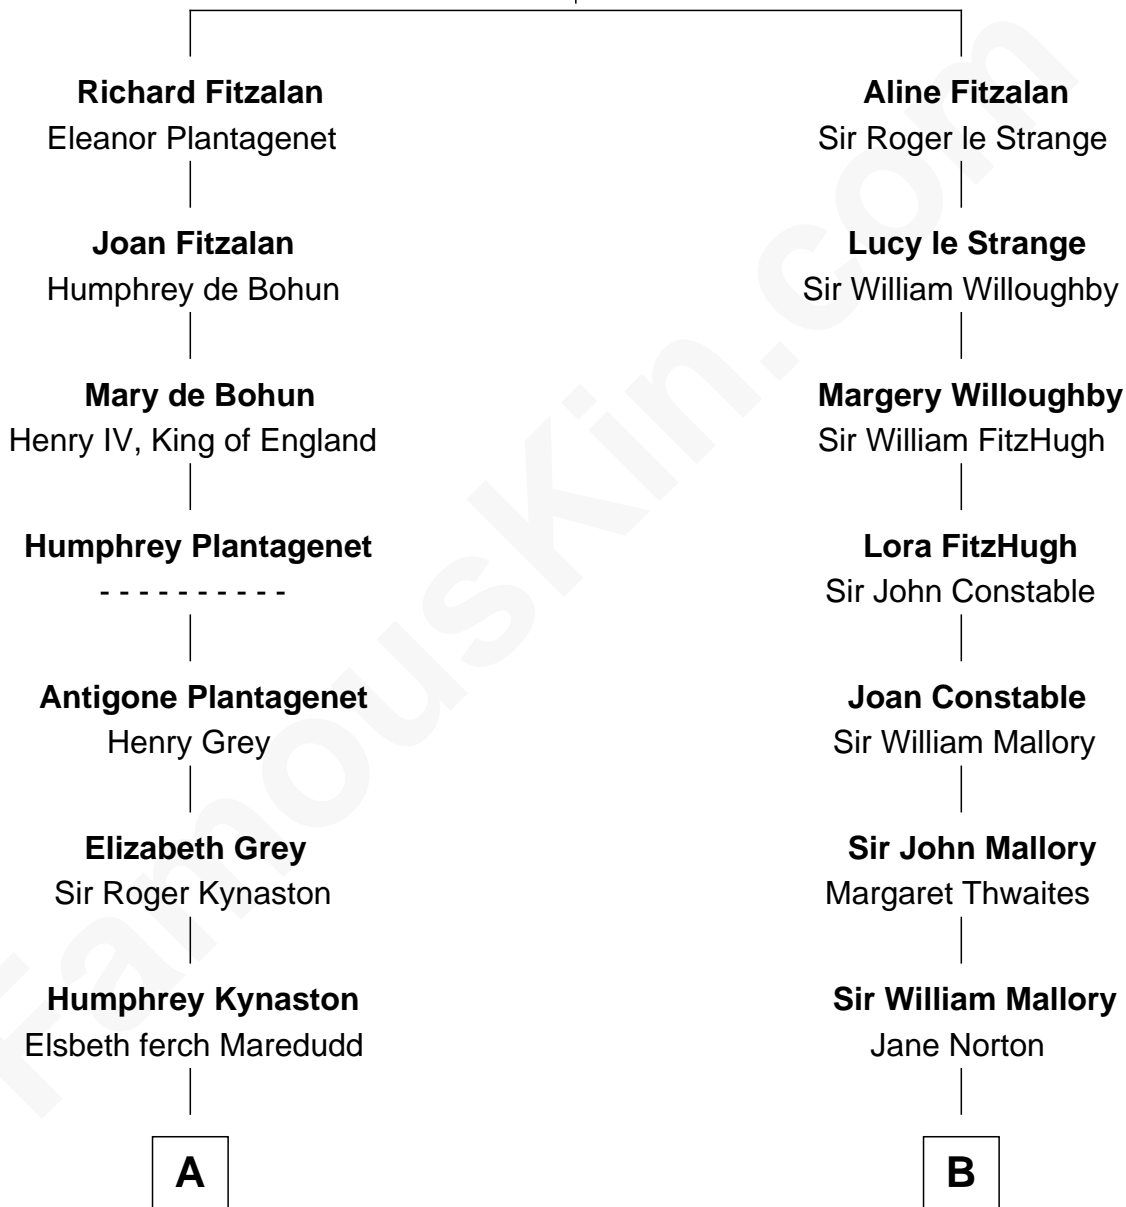 Richard Fitzalan
Eleanor Plantagenet
Joan Fitzalan
Humphrey de Bohun
Mary de Bohun
Henry IV, King of England
Humphrey Plantagenet
- - - - - - - - - -
Antigone Plantagenet
Henry Grey
Elizabeth Grey
Sir Roger Kynaston
Humphrey Kynaston
Elsbeth ferch Maredudd
A
Aline Fitzalan
Sir Roger le Strange
Lucy le Strange
Sir William Willoughby
Margery Willoughby
Sir William FitzHugh
Lora FitzHugh
Sir John Constable
Joan Constable
Sir William Mallory
Sir John Mallory
Margaret Thwaites
Sir William Mallory
Jane Norton
B
FamousKin.com